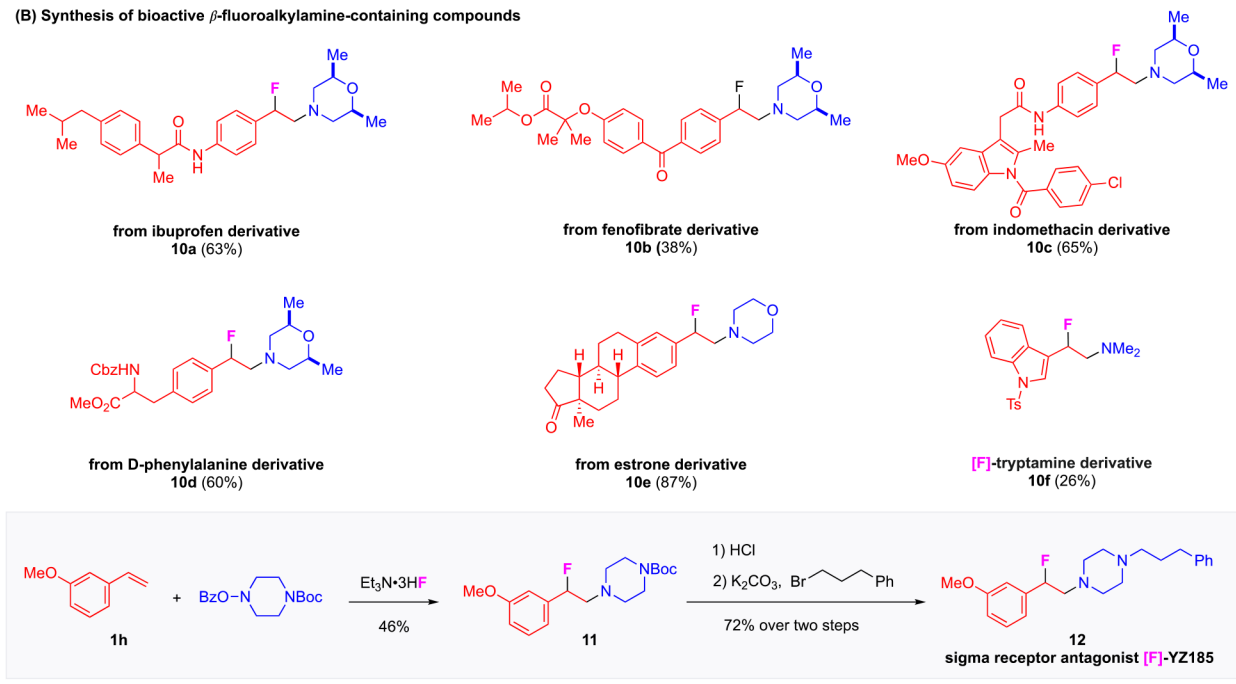 (B) Synthesis of bioactive β-fluoroalkylamine-containing compounds
Me
Me
Me
O
N
H
F
N
O
Me
Me
from ibuprofen derivative
10a (63%)
Me
Me
O
O
Me
Me
O
O
F
N
O
Me
Me
from fenofibrate derivative
10b (38%)
MeO
O
N
H
Me
N
O
Cl
F
N
O
Me
Me
from indomethacin derivative
10c (65%)
CbzHN
MeO2C
F
N
O
Me
Me
from D-phenylalanine derivative
10d (60%)
O
Me
H
H
H
F
N
O
from estrone derivative
10e (87%)
N
Ts
F
NMe2
[F]-tryptamine derivative
10f (26%)
MeO
1h
+
BzO
N
NBoc
Et3N•3HF
46%
MeO
F
N
NBoc
11
1) HCl
2) K2CO3, Br Ph
72% over two steps
MeO
F
N
N
Ph
12
sigma receptor antagonist [F]-YZ185